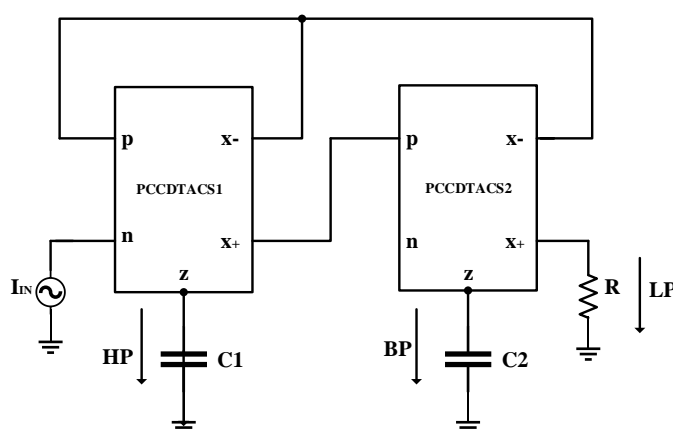 p
x-
p
x-
PCCDTACS1
PCCDTACS2
n
x+
n
x+
z
z
IIN
R
LP
HP
C1
BP
C2